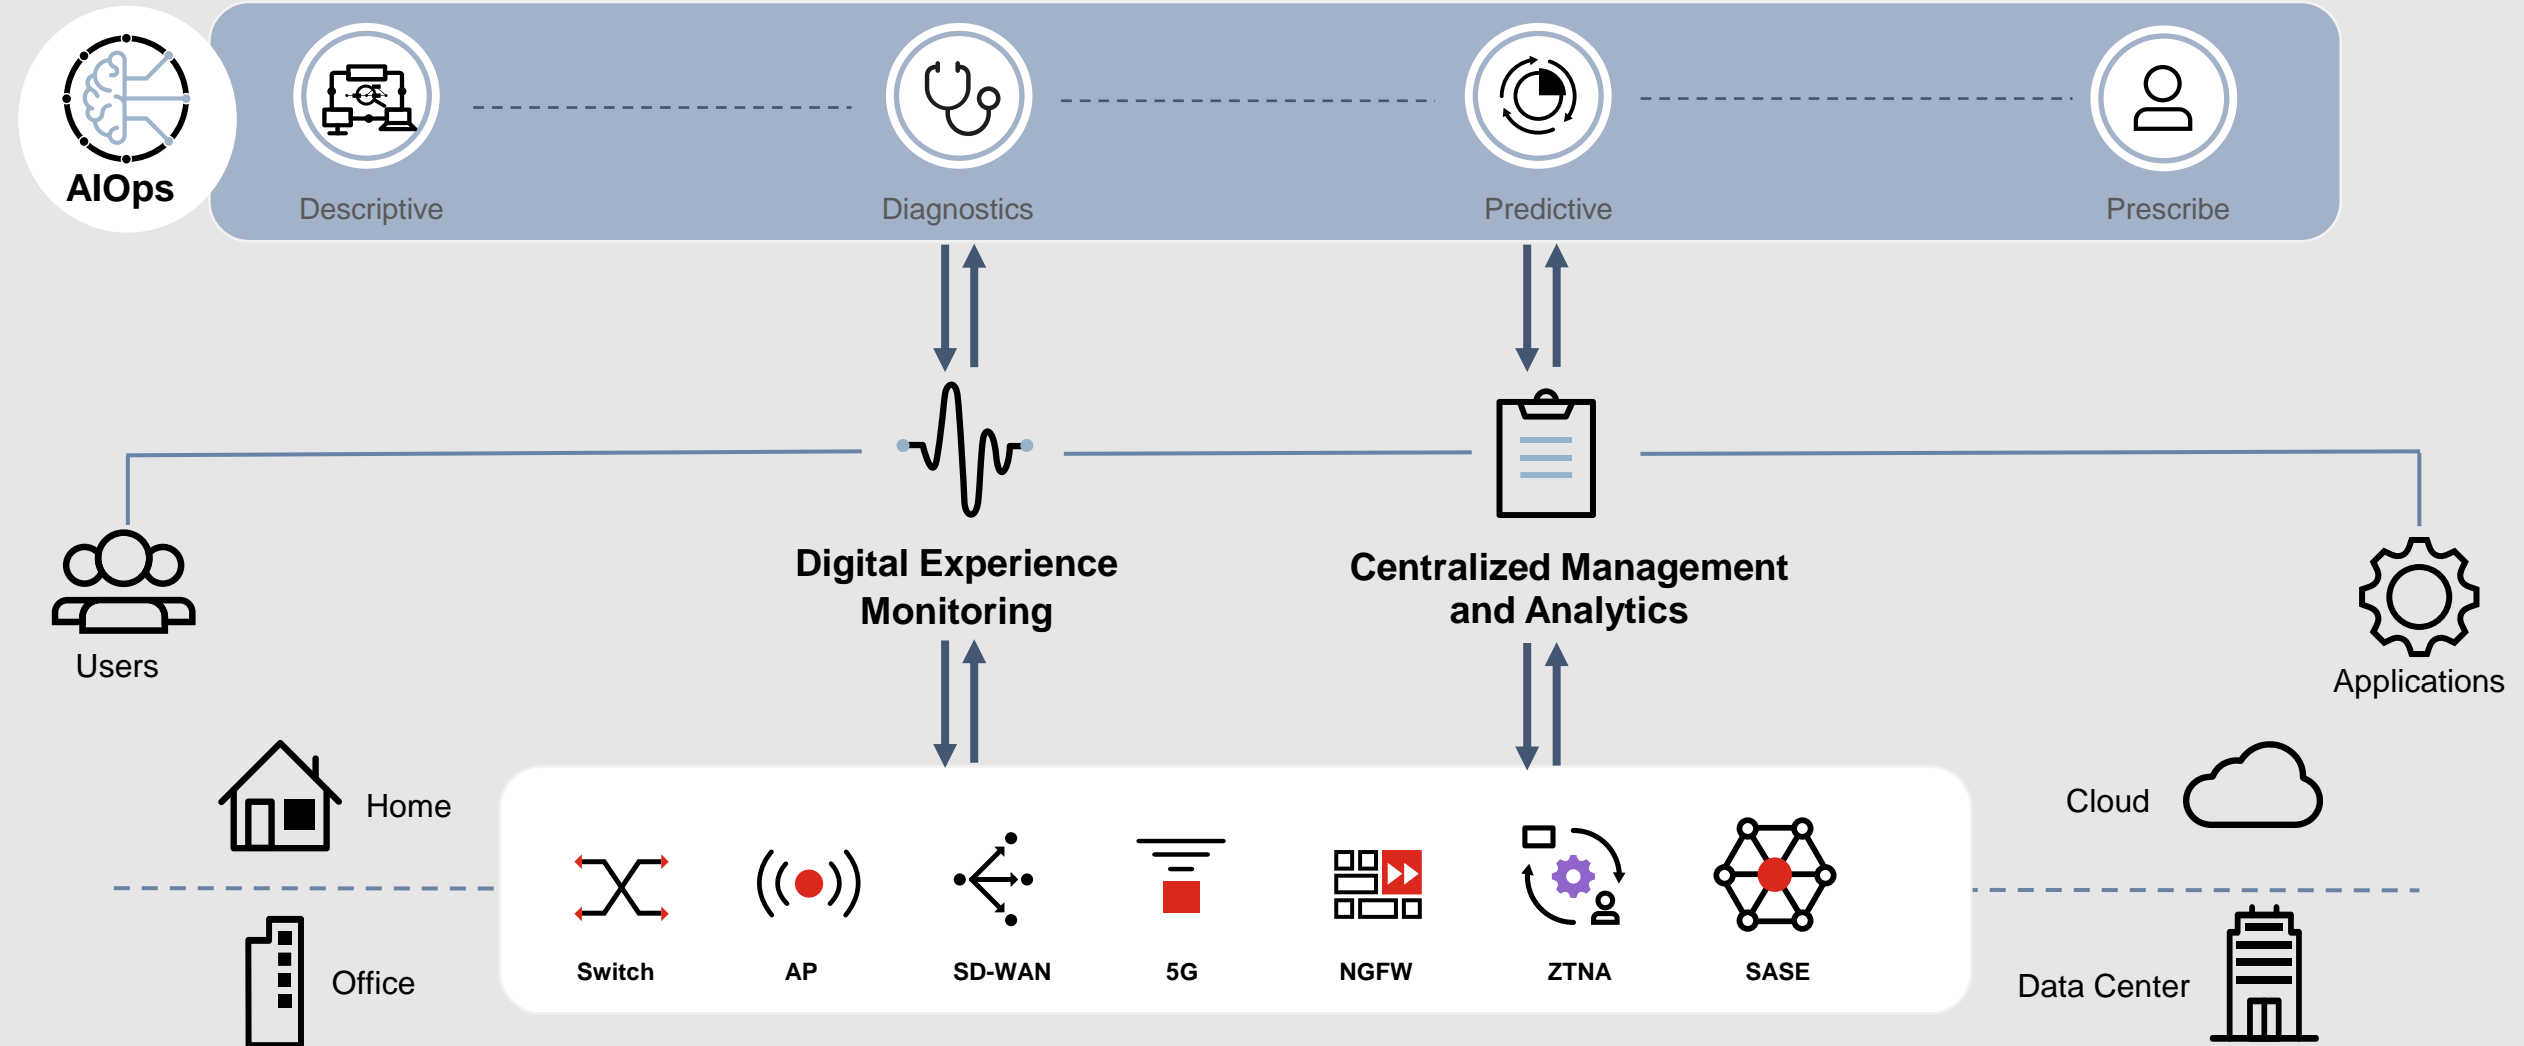 AIOps
Descriptive
Diagnostics
Predictive
Prescribe
Digital Experience
Monitoring
Centralized Management
and Analytics
Users
Applications
Home
Cloud
Office
Data Center
Switch
AP
SD-WAN
5G
NGFW
ZTNA
SASE